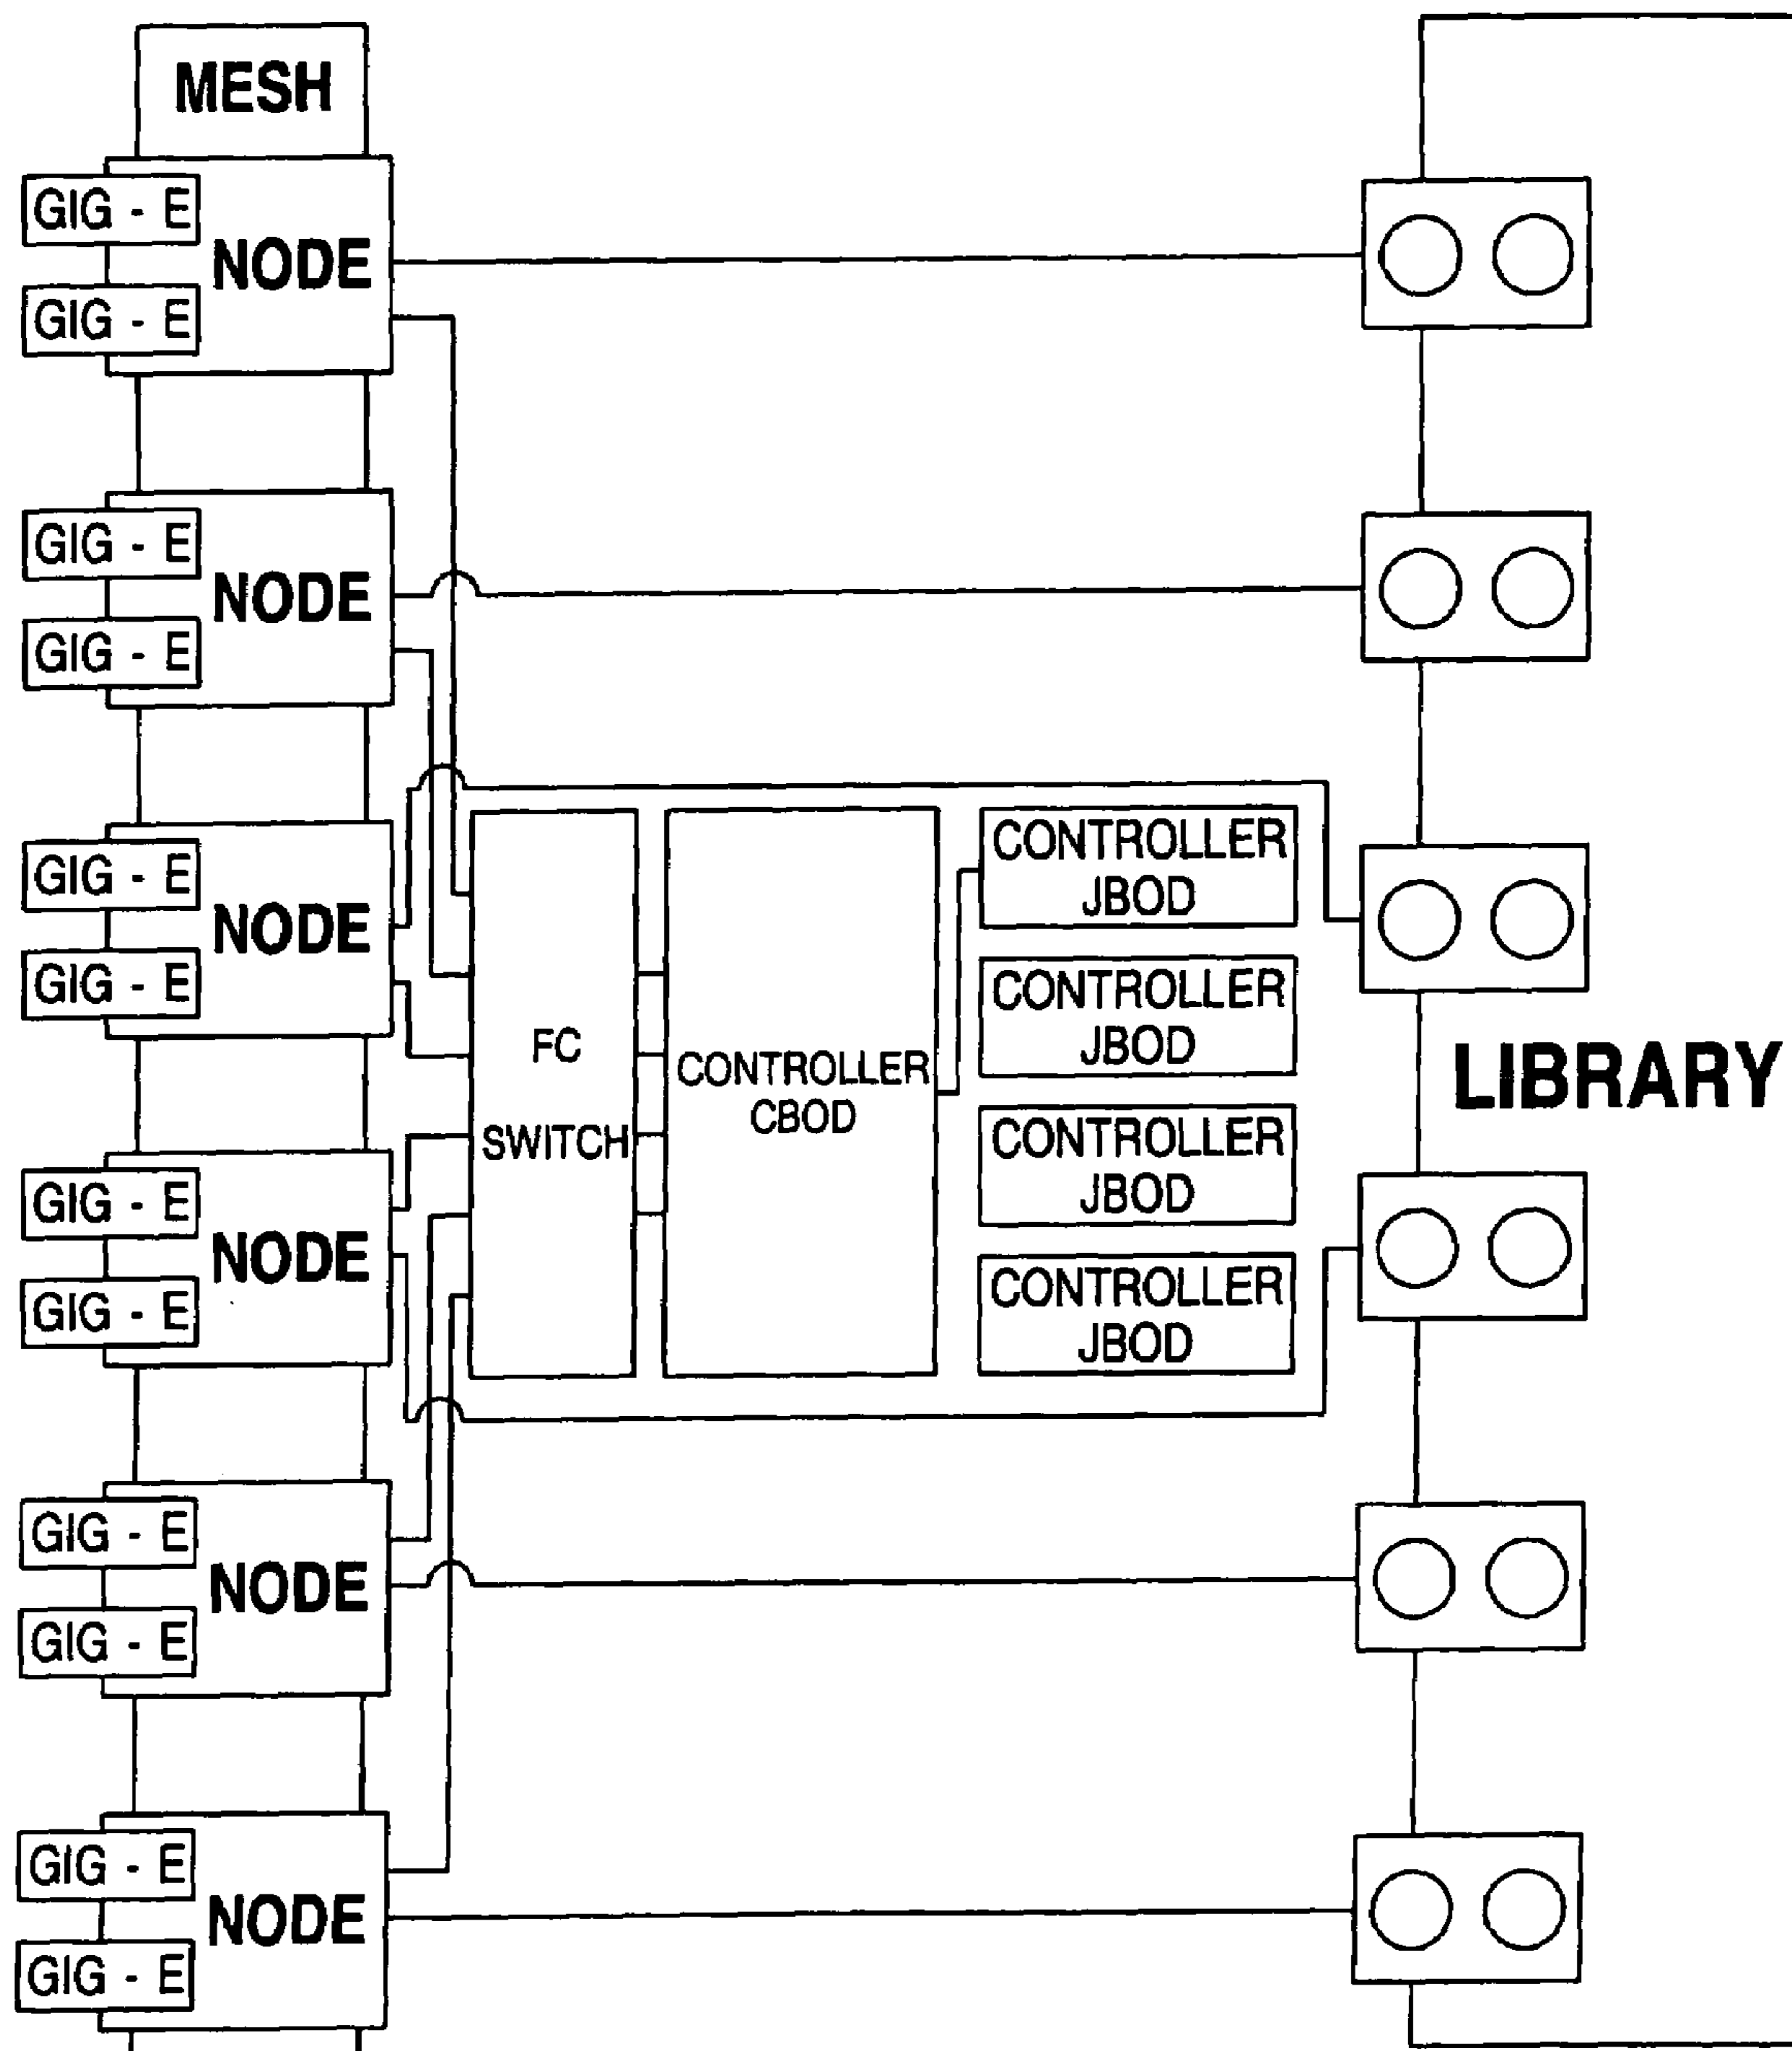 MESH
GIG - E
NODE
GIG - E
GIG - E
NODE
GIG - E
GIG - E
NODE
GIG - E
GIG - E
NODE
GIG - E
GIG - E
NODE
GIG - E
GIG - E
NODE
GIG - E
FC
SWITCH
CONTROLLER
CBOD
CONTROLLER
JBOD
CONTROLLER
JBOD
CONTROLLER
JBOD
CONTROLLER
JBOD
LIBRARY